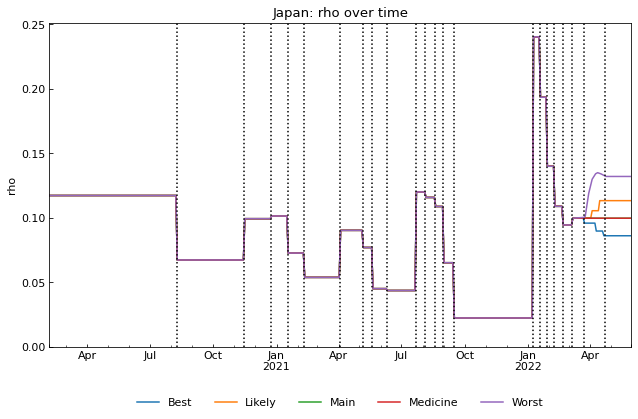 Japan: rho over time
0.25
0.20
0.15
0.10
0.05
0.00
rho
Apr Jul Oct Jan Apr Jul Oct Jan Apr
2021 2022
Best Likely Main Medicine Worst